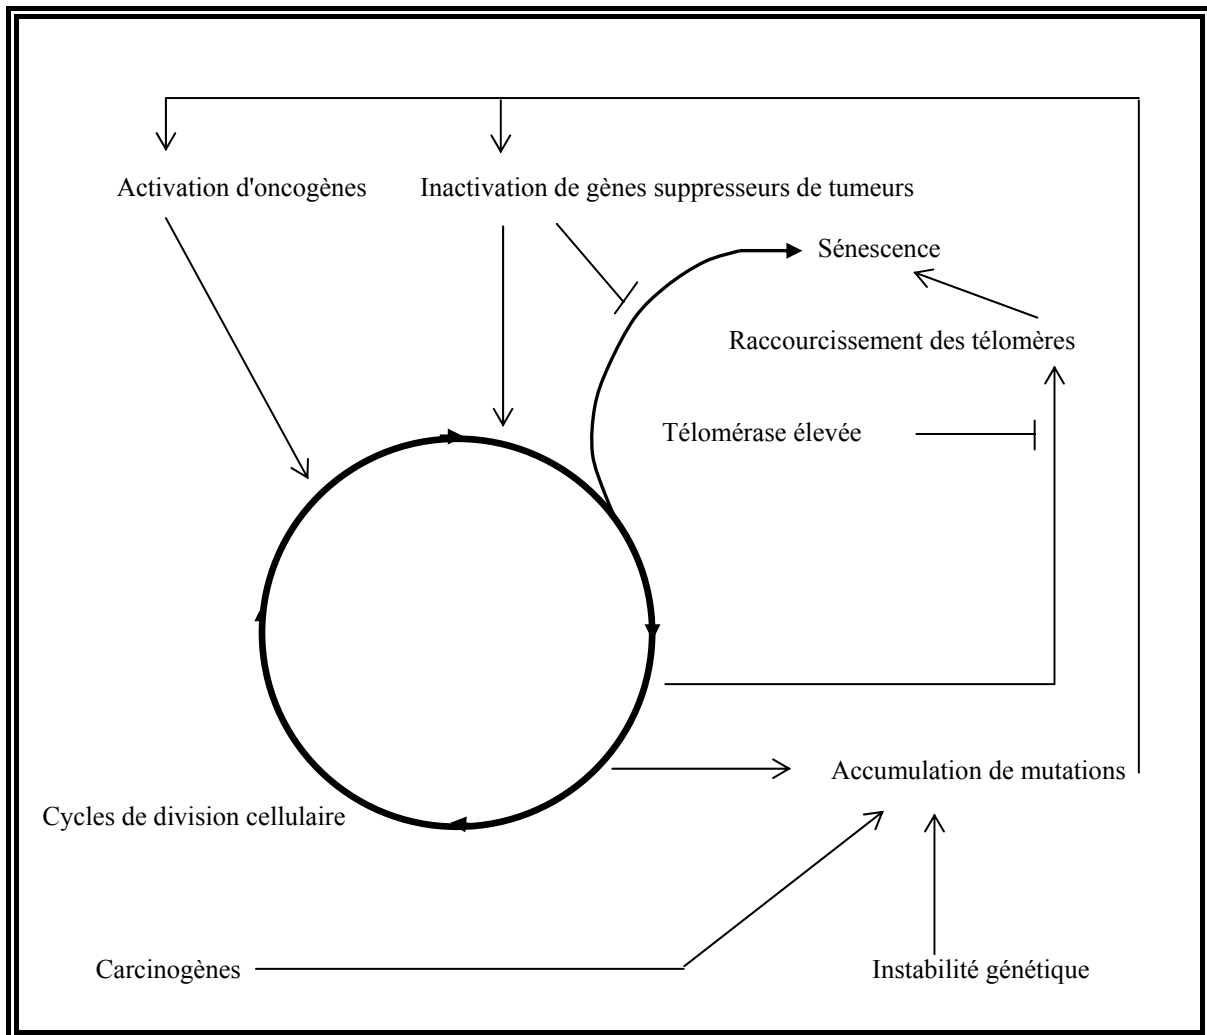 Activation d'oncogènes
Inactivation de gènes suppresseurs de tumeurs
Sénescence
Raccourcissement des télomères
Télomérase élevée
Accumulation de mutations
Cycles de division cellulaire
Carcinogènes
Instabilité génétique